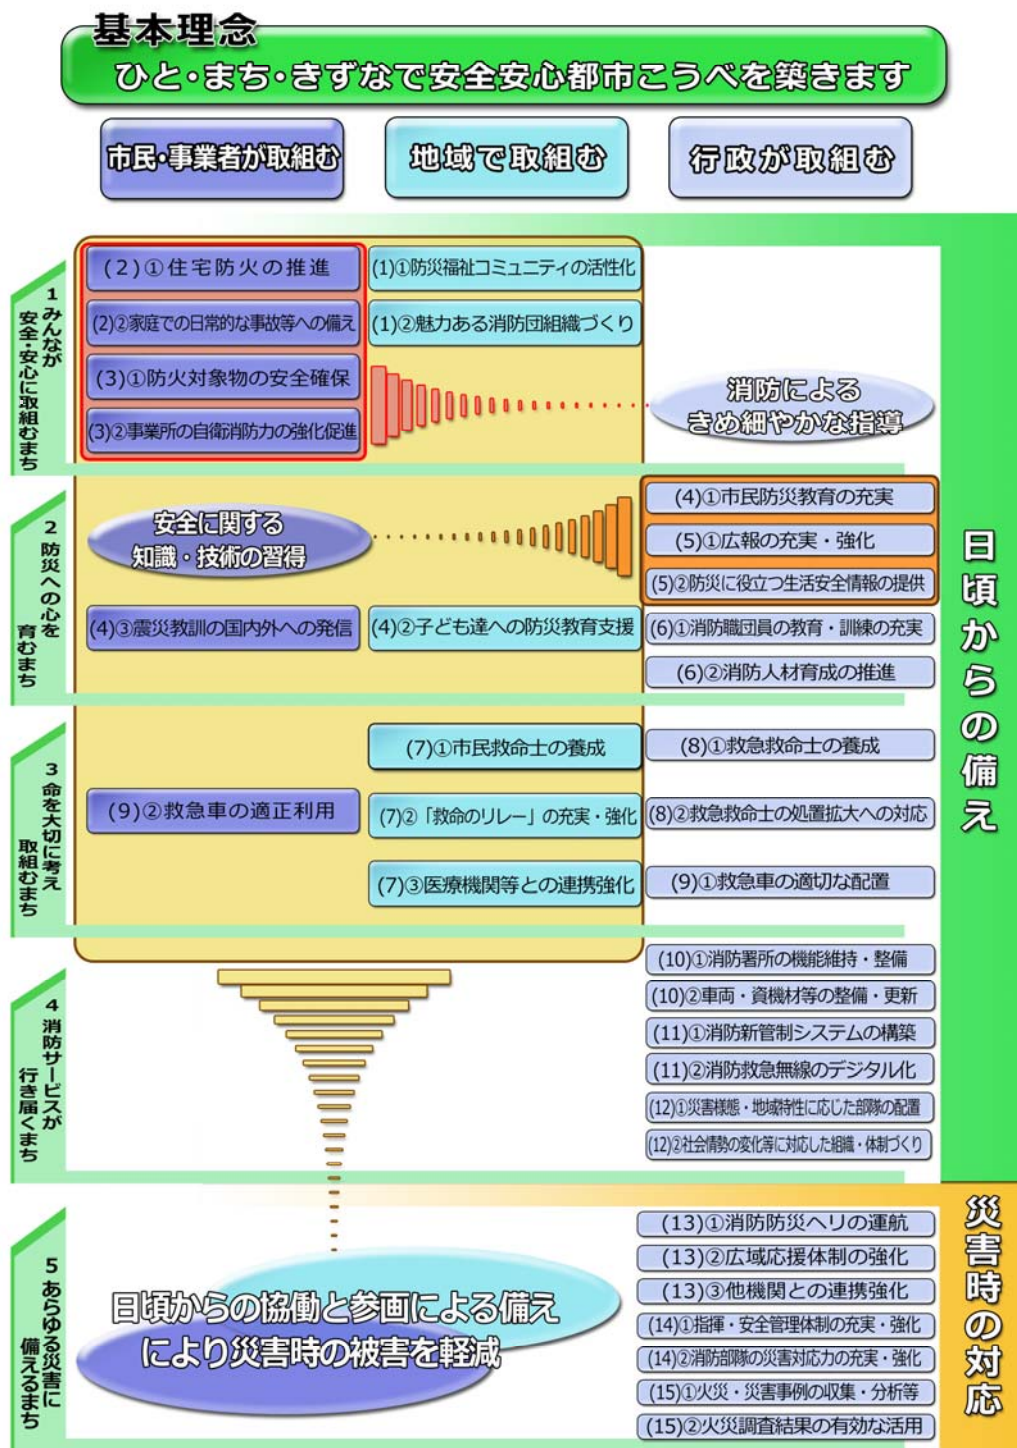 基本理念
ひと・まち・きずなで安全安心都市こうべを築きます
市民・事業者が取組む
地域で取組む
行政が取組む
1 みんなが
安全・安心に取組むまち
(2)①住宅防火の推進
(1)①防災福祉コミュニティの活性化
(2)②家庭での日常的な事故等への備え
(1)②魅力ある消防団組織づくり
(3)①防火対象物の安全確保
(3)②事業所の自衛消防力の強化促進
消防による
きめ細やかな指導
2 防災への心を
育むまち
安全に関する
知識・技術の習得
(4)①市民防災教育の充実
(5)①広報の充実・強化
(5)②防災に役立つ生活安全情報の提供
(4)③震災教訓の国内外への発信
(4)②子ども達への防災教育支援
(6)①消防職団員の教育・訓練の充実
(6)②消防人材育成の推進
3 命を大切に考え
取組むまち
(7)①市民救命士の養成
(8)①救急救命士の養成
(9)②救急車の適正利用
(7)②「救命のリレー」の充実・強化
(8)②救急救命士の処置拡大への対応
(7)③医療機関等との連携強化
(9)①救急車の適切な配置
4 消防サービスが
行き届くまち
(10)①消防署所の機能維持・整備
(10)②車両・資機材等の整備・更新
(11)①消防新管制システムの構築
(11)②消防救急無線のデジタル化
(12)①災害様態・地域特性に応じた部隊の配置
(12)②社会情勢の変化等に対応した組織・体制づくり
日頃からの備え
5 あらゆる災害に
備えるまち
日頃からの協働と参画による備え
により災害時の被害を軽減
(13)①消防防災ヘリの運航
(13)②広域応援体制の強化
(13)③他機関との連携強化
(14)①指揮・安全管理体制の充実・強化
(14)②消防部隊の災害対応力の充実・強化
(15)①火災・災害事例の収集・分析等
(15)②火災調査結果の有効な活用
災害時の対応